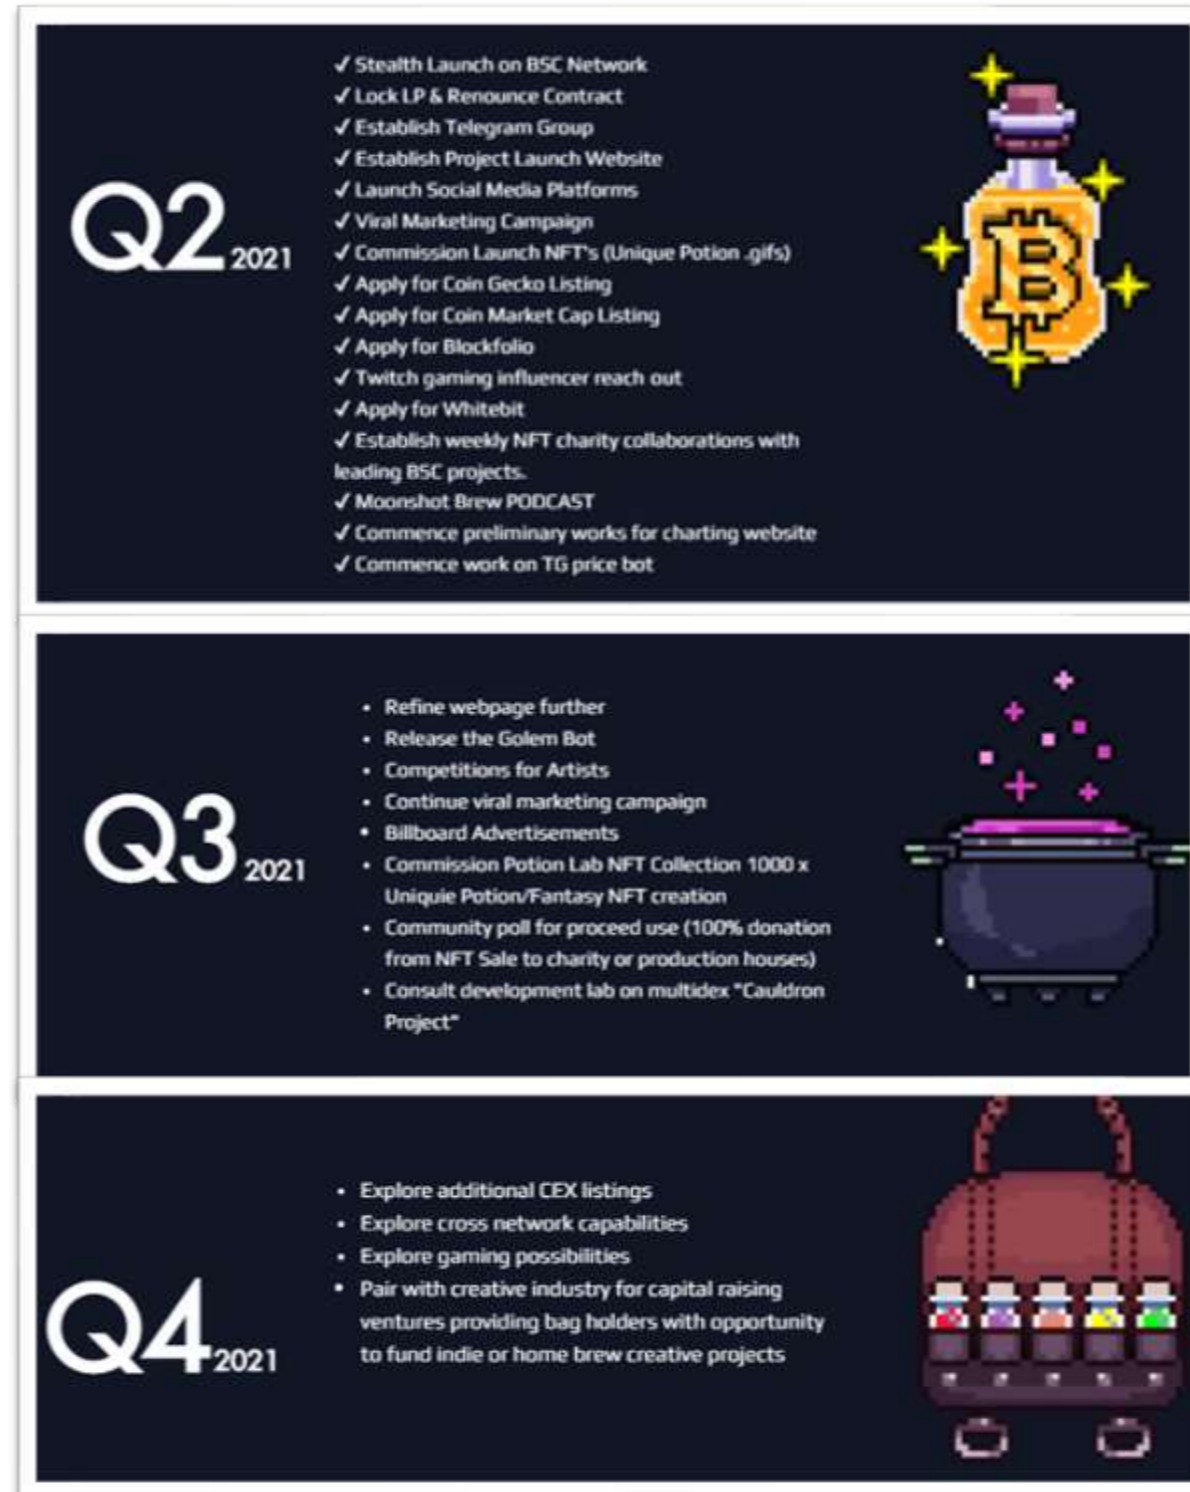 Q2 2021
✓ Stealth Launch on BSC Network
✓ Lock LP & Renounce Contract
✓ Establish Telegram Group
✓ Establish Project Launch Website
✓ Launch Social Media Platforms
✓ Viral Marketing Campaign
✓ Commission Launch NFT's (Unique Potion .gifs)
✓ Apply for Coin Gecko Listing
✓ Apply for Coin Market Cap Listing
✓ Apply for Blockfolio
✓ Twitch gaming influencer reach out
✓ Apply for Whitebit
✓ Establish weekly NFT charity collaborations with
leading BSC projects.
✓ Moonshot Brew PODCAST
✓ Commence preliminary works for charting website
✓ Commence work on TG price bot
Q3 2021
• Refine webpage further
• Release the Golem Bot
• Competitions for Artists
• Continue viral marketing campaign
• Billboard Advertisements
• Commission Potion Lab NFT Collection 1000 x
Uniquie Potion/Fantasy NFT creation
• Community poll for proceed use (100% donation
from NFT Sale to charity or production houses)
• Consult development lab on multidex "Cauldron
Project"
Q4 2021
• Explore additional CEX listings
• Explore cross network capabilities
• Explore gaming possibilities
• Pair with creative industry for capital raising
ventures providing bag holders with opportunity
to fund indie or home brew creative projects